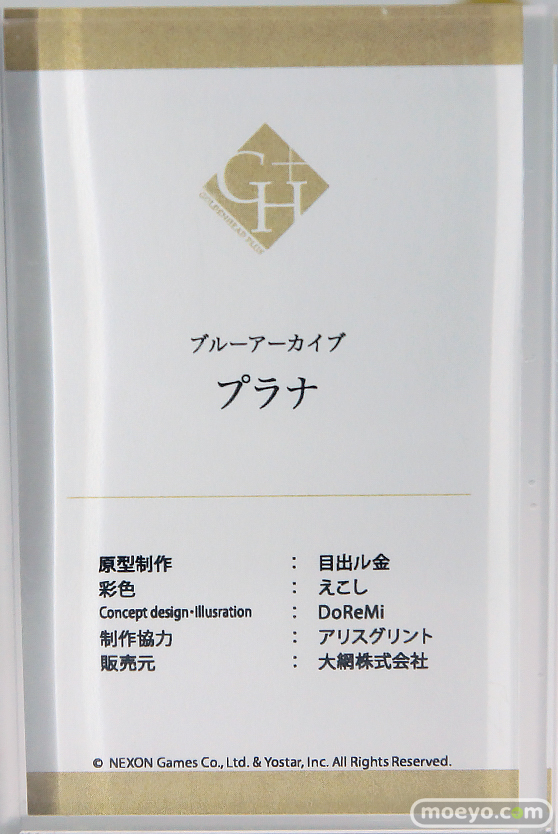 G+H
GOLDENHEAD PLUS
ブルーアーカイブ
プラナ
原型制作 : 目出ル金
彩色 : えこし
Concept design・Illusration : DoReMi
制作協力 : アリスグリント
販売元 : 大網株式会社
© NEXON Games Co., Ltd. & Yostar, Inc. All Rights Reserved.
moeyo.com